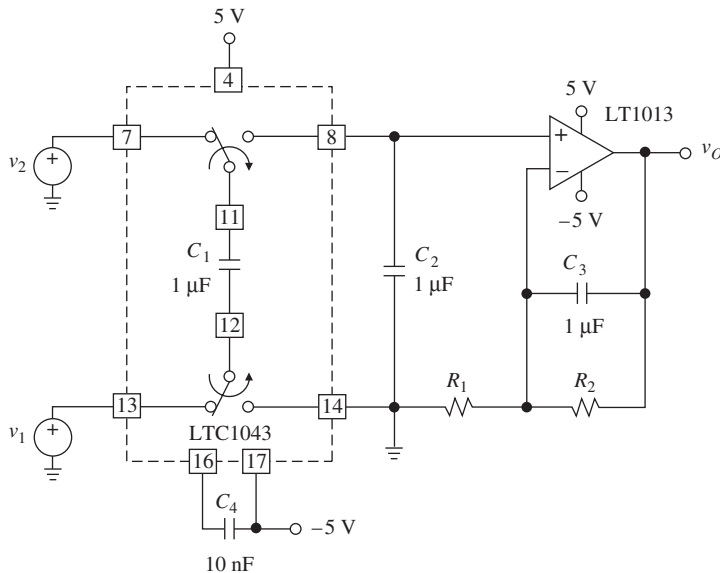 5 V
4
5 V
LT1013
7
8
+
v2
+
−
vO
11
−5 V
C1
1 µF
C2
1 µF
C3
1 µF
12
R1
R2
13
14
v1
+
LTC1043
16
17
C4
−5 V
10 nF